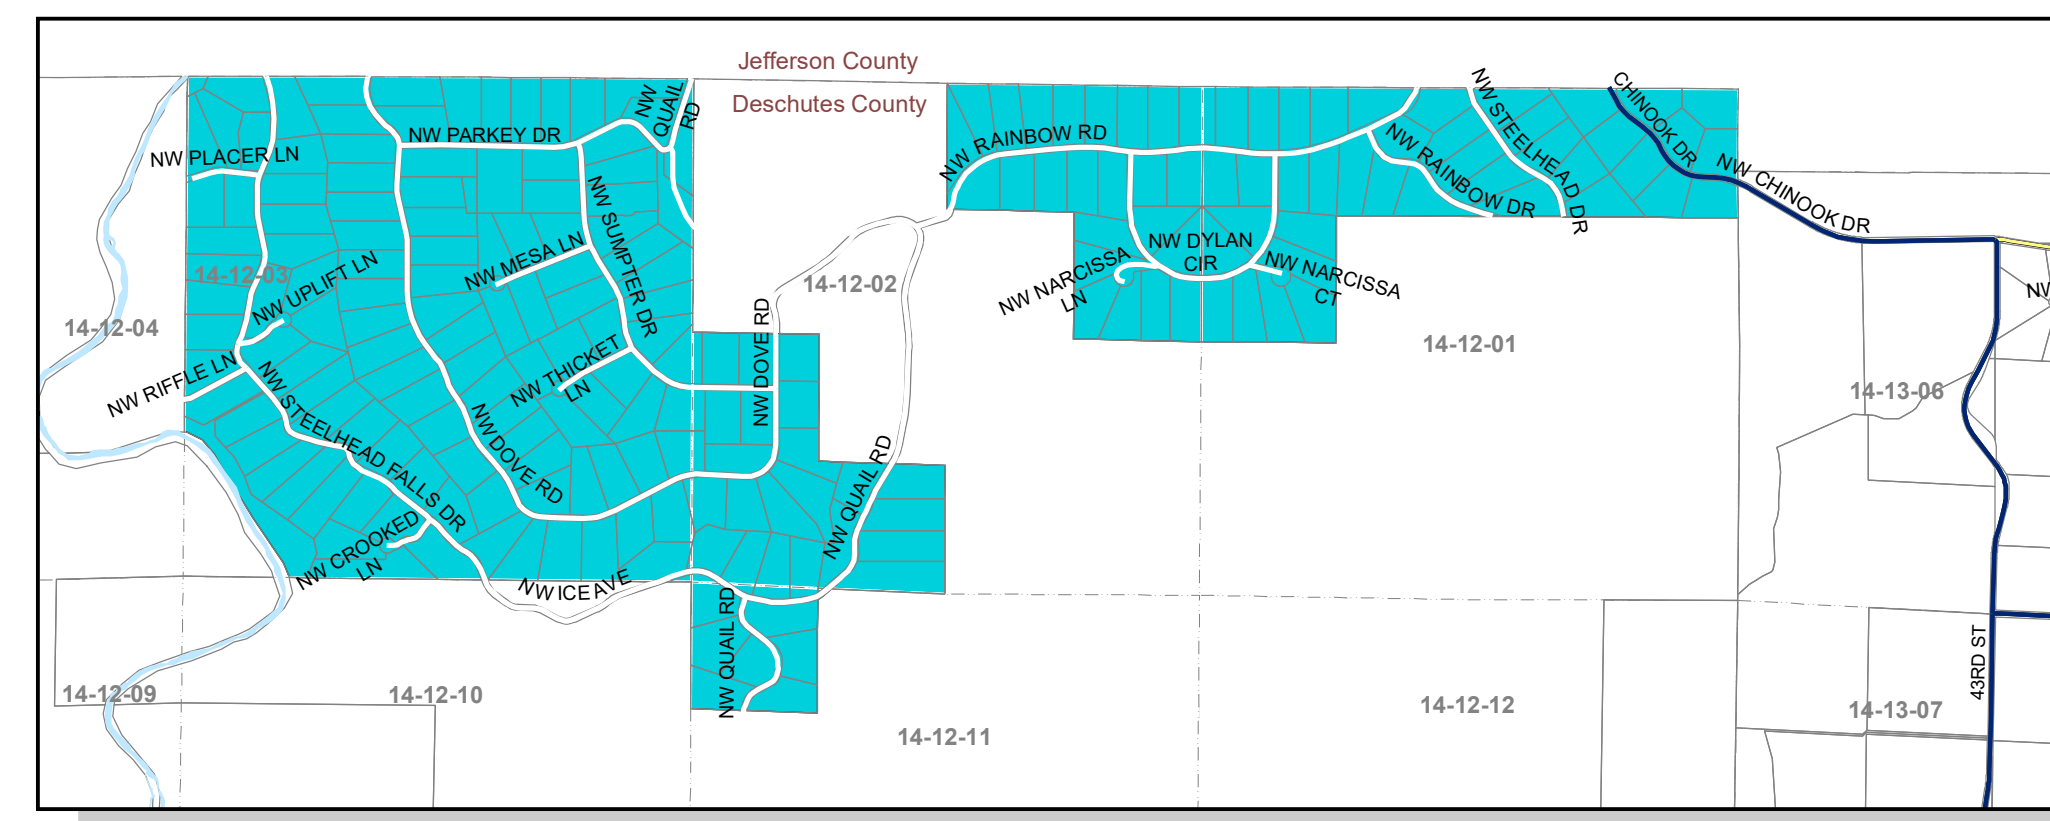 Jefferson County
Deschutes County
NW
QUAIL
RD
NW PARKEY DR
NW PLACER LN
NW RAINBOW RD
NW RAINBOW DR
NW STEELHEAD DR
CHINOOK DR
NW CHINOOK DR
NW SUMPTER DR
NW MESA LN
NW UPLIFT LN
14-12-03
14-12-04
14-12-02
NW DYLAN
CIR
NW NARCISSA
LN
NW NARCISSA
CT
NW
14-12-01
14-13-06
NW DOVE RD
NW THICKET
LN
NW RIFFLE LN
NW STEELHEAD FALLS DR
NW DOVE RD
NW QUAIL RD
NW CROOKED
LN
NW ICE AVE
NW QUAIL RD
43RD ST
14-12-09
14-12-10
14-12-11
14-12-12
14-13-07